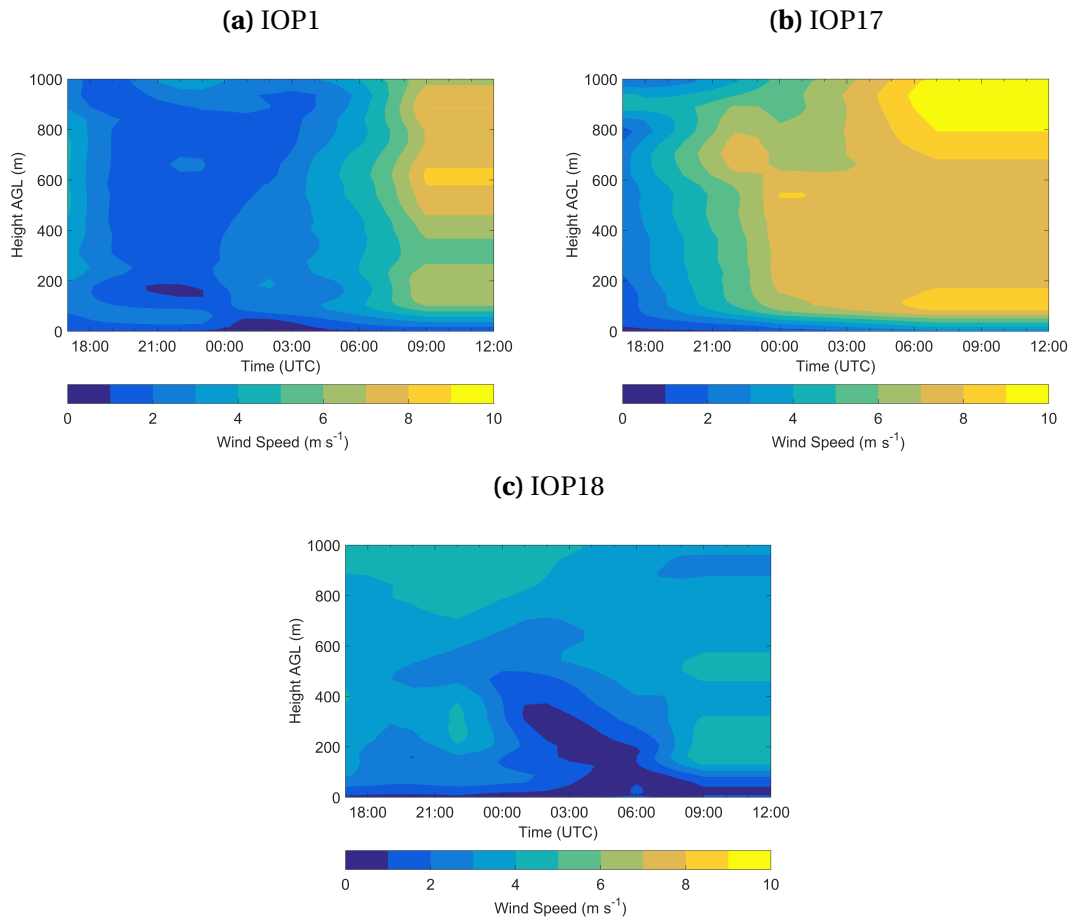 (a) IOP1
1000
800
600
400
200
0
Height AGL (m)
18:00 21:00 00:00 03:00 06:00 09:00 12:00
Time (UTC)
0 2 4 6 8 10
Wind Speed (m s⁻¹)
(b) IOP17
1000
800
600
400
200
0
Height AGL (m)
18:00 21:00 00:00 03:00 06:00 09:00 12:00
Time (UTC)
0 2 4 6 8 10
Wind Speed (m s⁻¹)
(c) IOP18
1000
800
600
400
200
0
Height AGL (m)
18:00 21:00 00:00 03:00 06:00 09:00 12:00
Time (UTC)
0 2 4 6 8 10
Wind Speed (m s⁻¹)